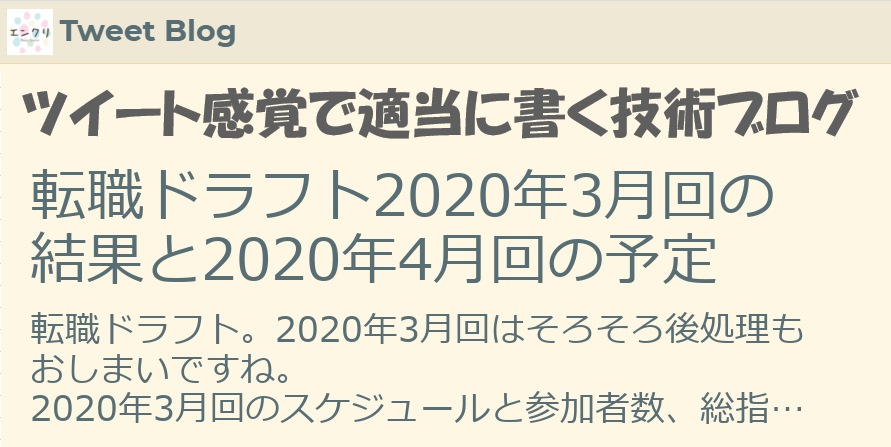 エンクリ Tweet Blog
ツイート感覚で適当に書く技術ブログ
転職ドラフト2020年3月回の
結果と2020年4月回の予定
転職ドラフト。2020年3月回はそろそろ後処理も
おしまいですね。
2020年3月回のスケジュールと参加者数、総指…